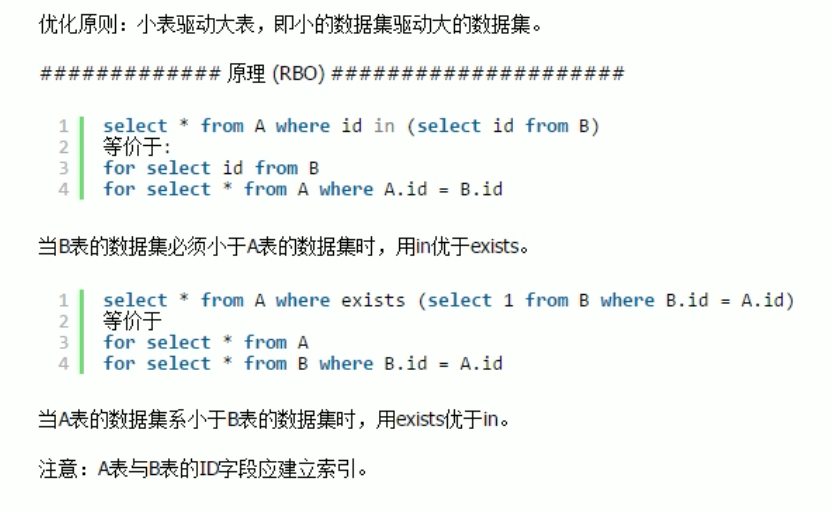 优化原则：小表驱动大表，即小的数据集驱动大的数据集。
############# 原理 (RBO) #####################
1 select * from A where id in (select id from B)
2 等价于:
3 for select id from B
4 for select * from A where A.id = B.id
当B表的数据集必须小于A表的数据集时，用in优于exists。
1 select * from A where exists (select 1 from B where B.id = A.id)
2 等价于
3 for select * from A
4 for select * from B where B.id = A.id
当A表的数据集系小于B表的数据集时，用exists优于in。
注意：A表与B表的ID字段应建立索引。